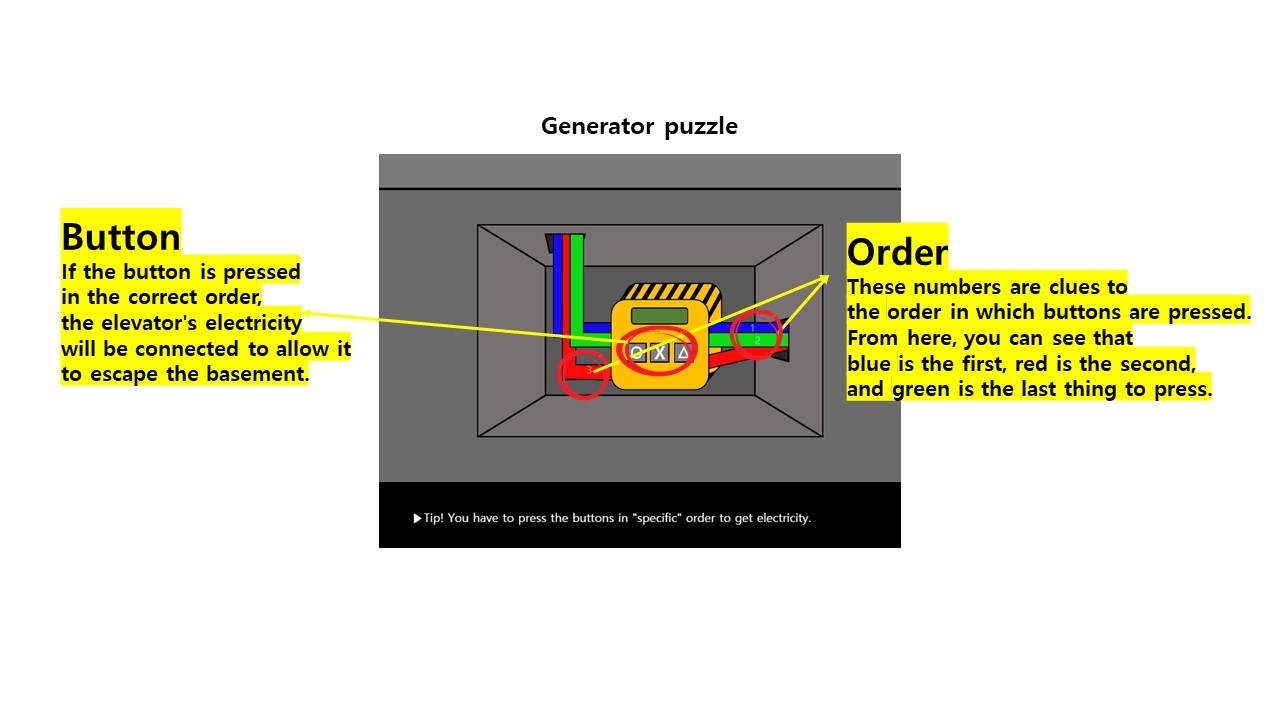 Generator puzzle
Button
If the button is pressed
in the correct order,
the elevator's electricity
will be connected to allow it
to escape the basement.
Order
These numbers are clues to
the order in which buttons are pressed.
From here, you can see that
blue is the first, red is the second,
and green is the last thing to press.
1
2
3
O X △
▶Tip! You have to press the buttons in "specific" order to get electricity.